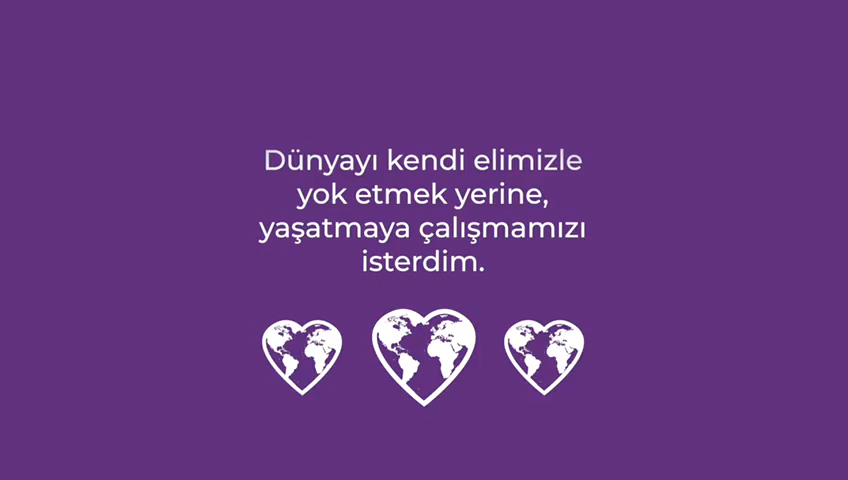 Dünyayı kendi elimizle
yok etmek yerine,
yaşatmaya çalışmamızı
isterdim.